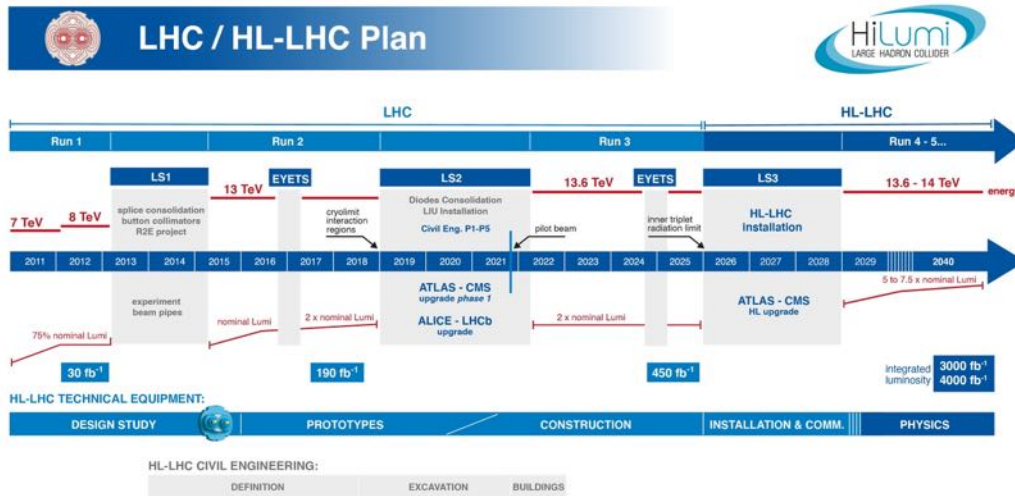 LHC / HL-LHC Plan
HiLumi
LARGE HADRON COLLIDER
LHC
HL-LHC
Run 1
Run 2
Run 3
Run 4 - 5...
LS1
EYETS
LS2
EYETS
LS3
7 TeV
8 TeV
13 TeV
13.6 TeV
13.6 - 14 TeV
energy
splice consolidation
button collimators
R2E project
cryolimit
interaction
regions
Diodes Consolidation
LIU Installation
Civil Eng. P1-P5
pilot beam
inner triplet
radiation limit
HL-LHC
installation
2011 2012 2013 2014 2015 2016 2017 2018 2019 2020 2021 2022 2023 2024 2025 2026 2027 2028 2029 2040
experiment
beam pipes
75% nominal Lumi
nominal Lumi
2 x nominal Lumi
ATLAS - CMS
upgrade phase 1
ALICE - LHCb
upgrade
2 x nominal Lumi
ATLAS - CMS
HL upgrade
5 to 7.5 x nominal Lumi
30 fb⁻¹
190 fb⁻¹
450 fb⁻¹
integrated
luminosity
3000 fb⁻¹
4000 fb⁻¹
HL-LHC TECHNICAL EQUIPMENT:
DESIGN STUDY
PROTOTYPES
CONSTRUCTION
INSTALLATION & COMM.
PHYSICS
HL-LHC CIVIL ENGINEERING:
DEFINITION
EXCAVATION
BUILDINGS